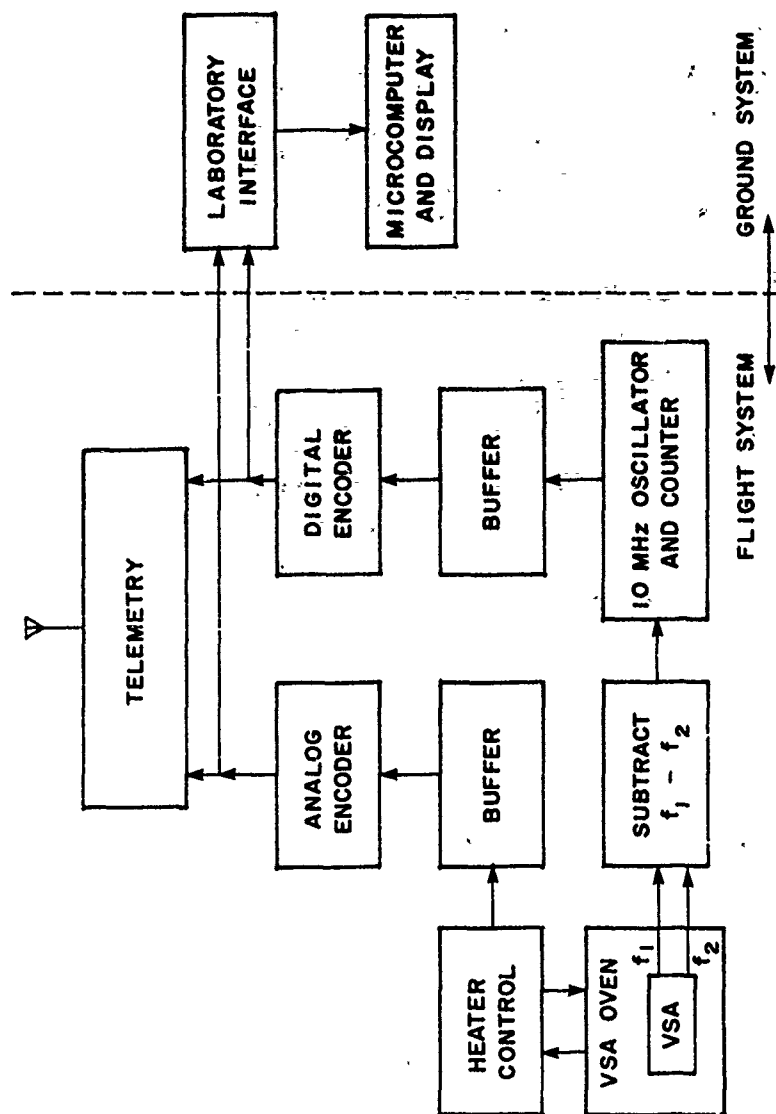 TELEMETRY
LABORATORY
INTERFACE
ANALOG
ENCODER
DIGITAL
ENCODER
MICROCOMPUTER
AND DISPLAY
HEATER
CONTROL
BUFFER
BUFFER
VSA OVEN
f1
VSA
f2
SUBTRACT
f1 - f2
10 MHz OSCILLATOR
AND COUNTER
FLIGHT SYSTEM
GROUND SYSTEM